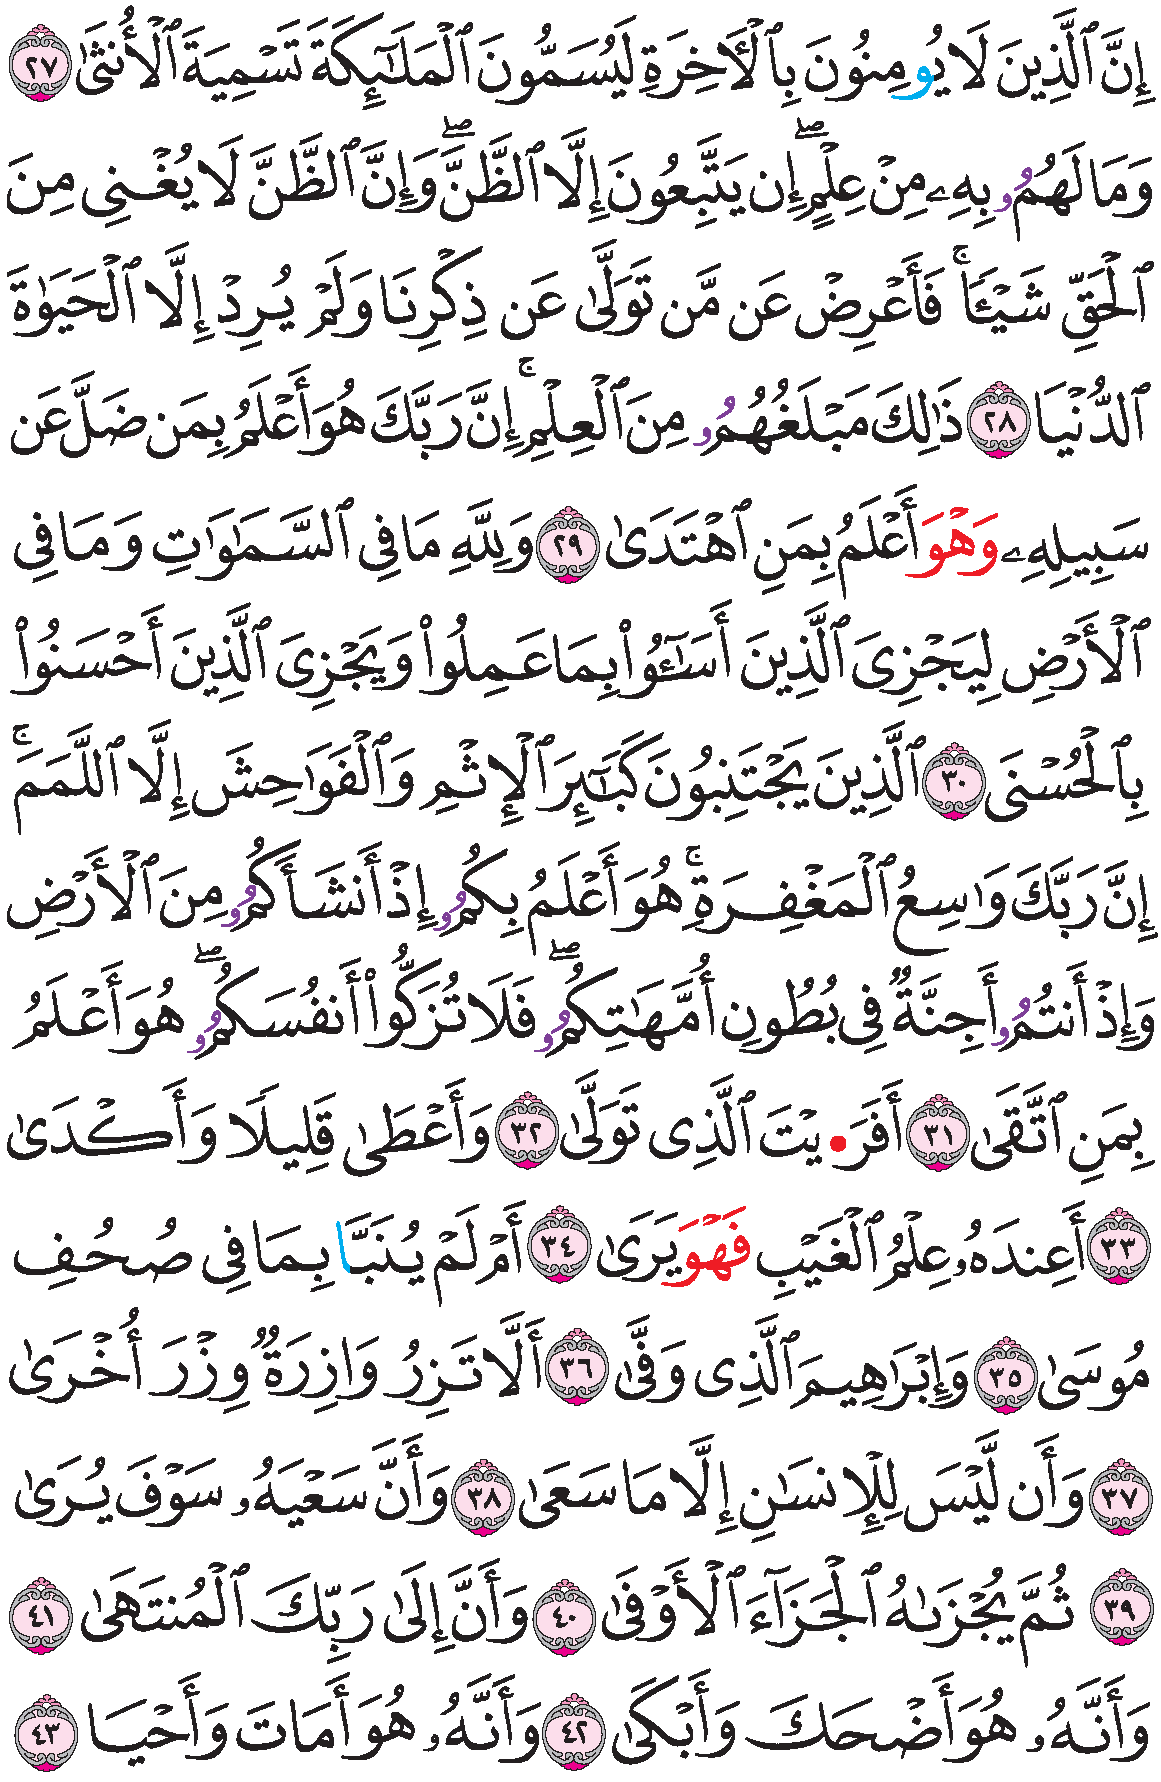 إِنَّ ٱلَّذِينَ لَا يُومِنُونَ بِٱلْأَخِرَةِ لَيُسَمُّونَ ٱلْمَلَٰٓئِكَةَ تَسْمِيَةَ ٱلْأُنثَىٰ ٢٧
وَمَا لَهُمُۥ بِهِۦ مِنْ عِلْمٍۖ إِن يَتَّبِعُونَ إِلَّا ٱلظَّنَّۖ وَإِنَّ ٱلظَّنَّ لَا يُغْنِى مِنَ
ٱلْحَقِّ شَيْـًٔاۚ فَأَعْرِضْ عَن مَّن تَوَلَّىٰ عَن ذِكْرِنَا وَلَمْ يُرِدْ إِلَّا ٱلْحَيَوٰةَ
ٱلدُّنْيَا ٢٨ ذَٰلِكَ مَبْلَغُهُمُۥ مِنَ ٱلْعِلْمِۚ إِنَّ رَبَّكَ هُوَ أَعْلَمُ بِمَن ضَلَّ عَن
سَبِيلِهِۦ وَهْوَ أَعْلَمُ بِمَنِ ٱهْتَدَىٰ ٢٩ وَلِلَّهِ مَا فِى ٱلسَّمَٰوَٰتِ وَمَا فِى
ٱلْأَرْضِ لِيَجْزِىَ ٱلَّذِينَ أَسَٰٓـُٔواْ بِمَا عَمِلُواْ وَيَجْزِىَ ٱلَّذِينَ أَحْسَنُواْ
بِٱلْحُسْنَى ٣٠ ٱلَّذِينَ يَجْتَنِبُونَ كَبَٰٓئِرَ ٱلْإِثْمِ وَٱلْفَوَٰحِشَ إِلَّا ٱللَّمَمَۚ
إِنَّ رَبَّكَ وَٰسِعُ ٱلْمَغْفِرَةِۚ هُوَ أَعْلَمُ بِكُمُۥ إِذْ أَنشَأَكُمُۥ مِنَ ٱلْأَرْضِ
وَإِذْ أَنتُمُۥ أَجِنَّةٌ فِى بُطُونِ أُمَّهَٰتِكُمُۥۖ فَلَا تُزَكُّواْ أَنفُسَكُمُۥۖ هُوَ أَعْلَمُ
بِمَنِ ٱتَّقَىٰ ٣١ أَفَرَ•يْتَ ٱلَّذِى تَوَلَّىٰ ٣٢ وَأَعْطَىٰ قَلِيلًا وَأَكْدَىٰ
٣٣ أَعِندَهُۥ عِلْمُ ٱلْغَيْبِ فَهْوَ يَرَىٰ ٣٤ أَمْ لَمْ يُنَبَّا بِمَا فِى صُحُفِ
مُوسَىٰ ٣٥ وَإِبْرَٰهِيمَ ٱلَّذِى وَفَّىٰ ٣٦ أَلَّا تَزِرُ وَازِرَةٌ وِزْرَ أُخْرَىٰ
٣٧ وَأَن لَّيْسَ لِلْإِنسَٰنِ إِلَّا مَا سَعَىٰ ٣٨ وَأَنَّ سَعْيَهُۥ سَوْفَ يُرَىٰ
٣٩ ثُمَّ يُجْزَىٰهُ ٱلْجَزَآءَ ٱلْأَوْفَىٰ ٤٠ وَأَنَّ إِلَىٰ رَبِّكَ ٱلْمُنتَهَىٰ ٤١
وَأَنَّهُۥ هُوَ أَضْحَكَ وَأَبْكَىٰ ٤٢ وَأَنَّهُۥ هُوَ أَمَاتَ وَأَحْيَا ٤٣